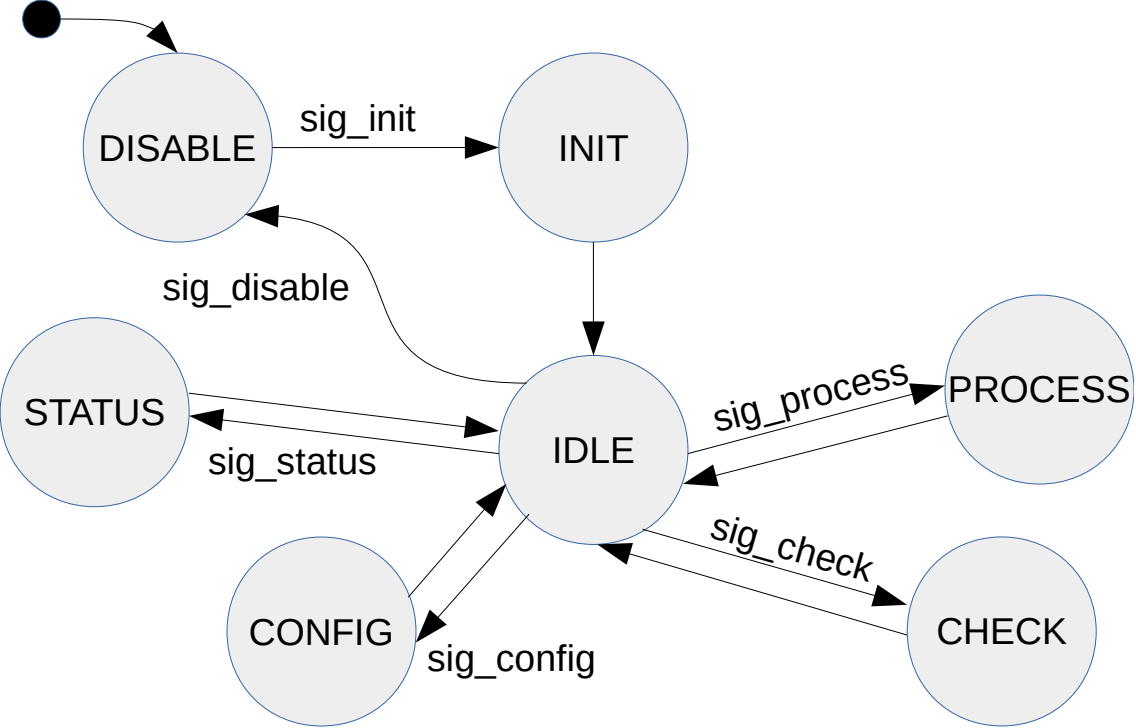 sig_init
DISABLE
INIT
sig_disable
STATUS
sig_status
IDLE
sig_process
PROCESS
sig_check
CONFIG
sig_config
CHECK